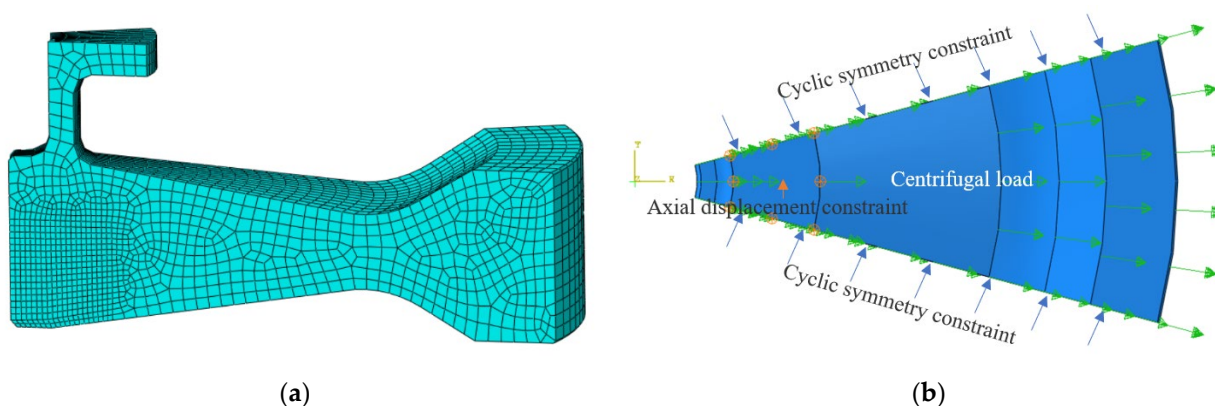 Cyclic symmetry constraint
Y
X
Centrifugal load
Axial displacement constraint
Cyclic symmetry constraint
(a)
(b)